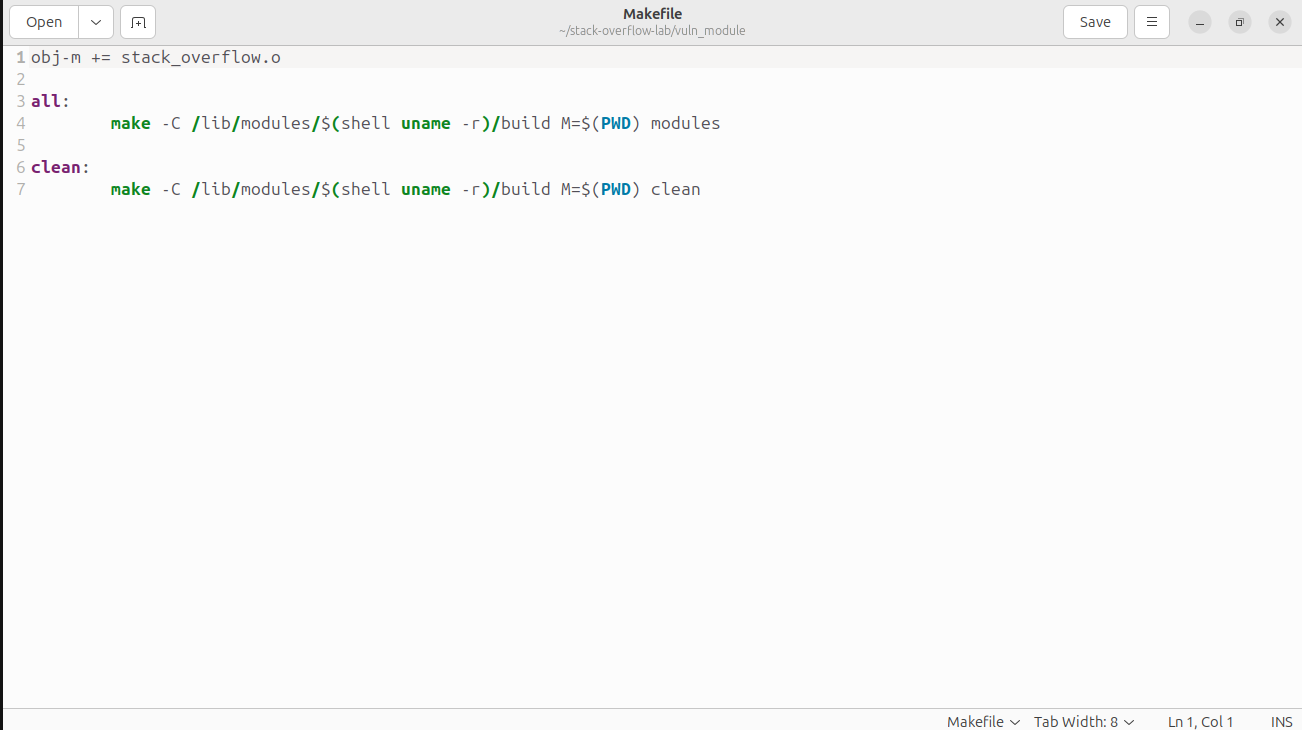 Open
Makefile
~/stack-overflow-lab/vuln_module
Save
1 obj-m += stack_overflow.o
2
3 all:
4 make -C /lib/modules/$(shell uname -r)/build M=$(PWD) modules
5
6 clean:
7 make -C /lib/modules/$(shell uname -r)/build M=$(PWD) clean
Makefile Tab Width: 8 Ln 1, Col 1 INS